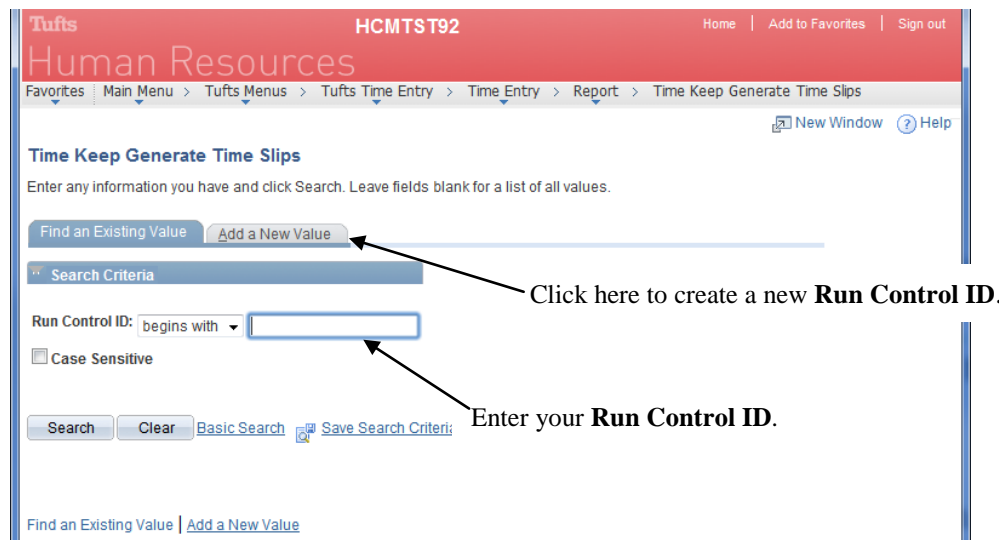 Tufts HCMTST92 Home | Add to Favorites | Sign out
Human Resources
Favorites Main Menu > Tufts Menus > Tufts Time Entry > Time Entry > Report > Time Keep Generate Time Slips
New Window ? Help
Time Keep Generate Time Slips
Enter any information you have and click Search. Leave fields blank for a list of all values.
Find an Existing Value Add a New Value
Search Criteria
Click here to create a new Run Control ID.
Run Control ID: begins with
Case Sensitive
Enter your Run Control ID.
Search Clear Basic Search Save Search Criteria
Find an Existing Value | Add a New Value